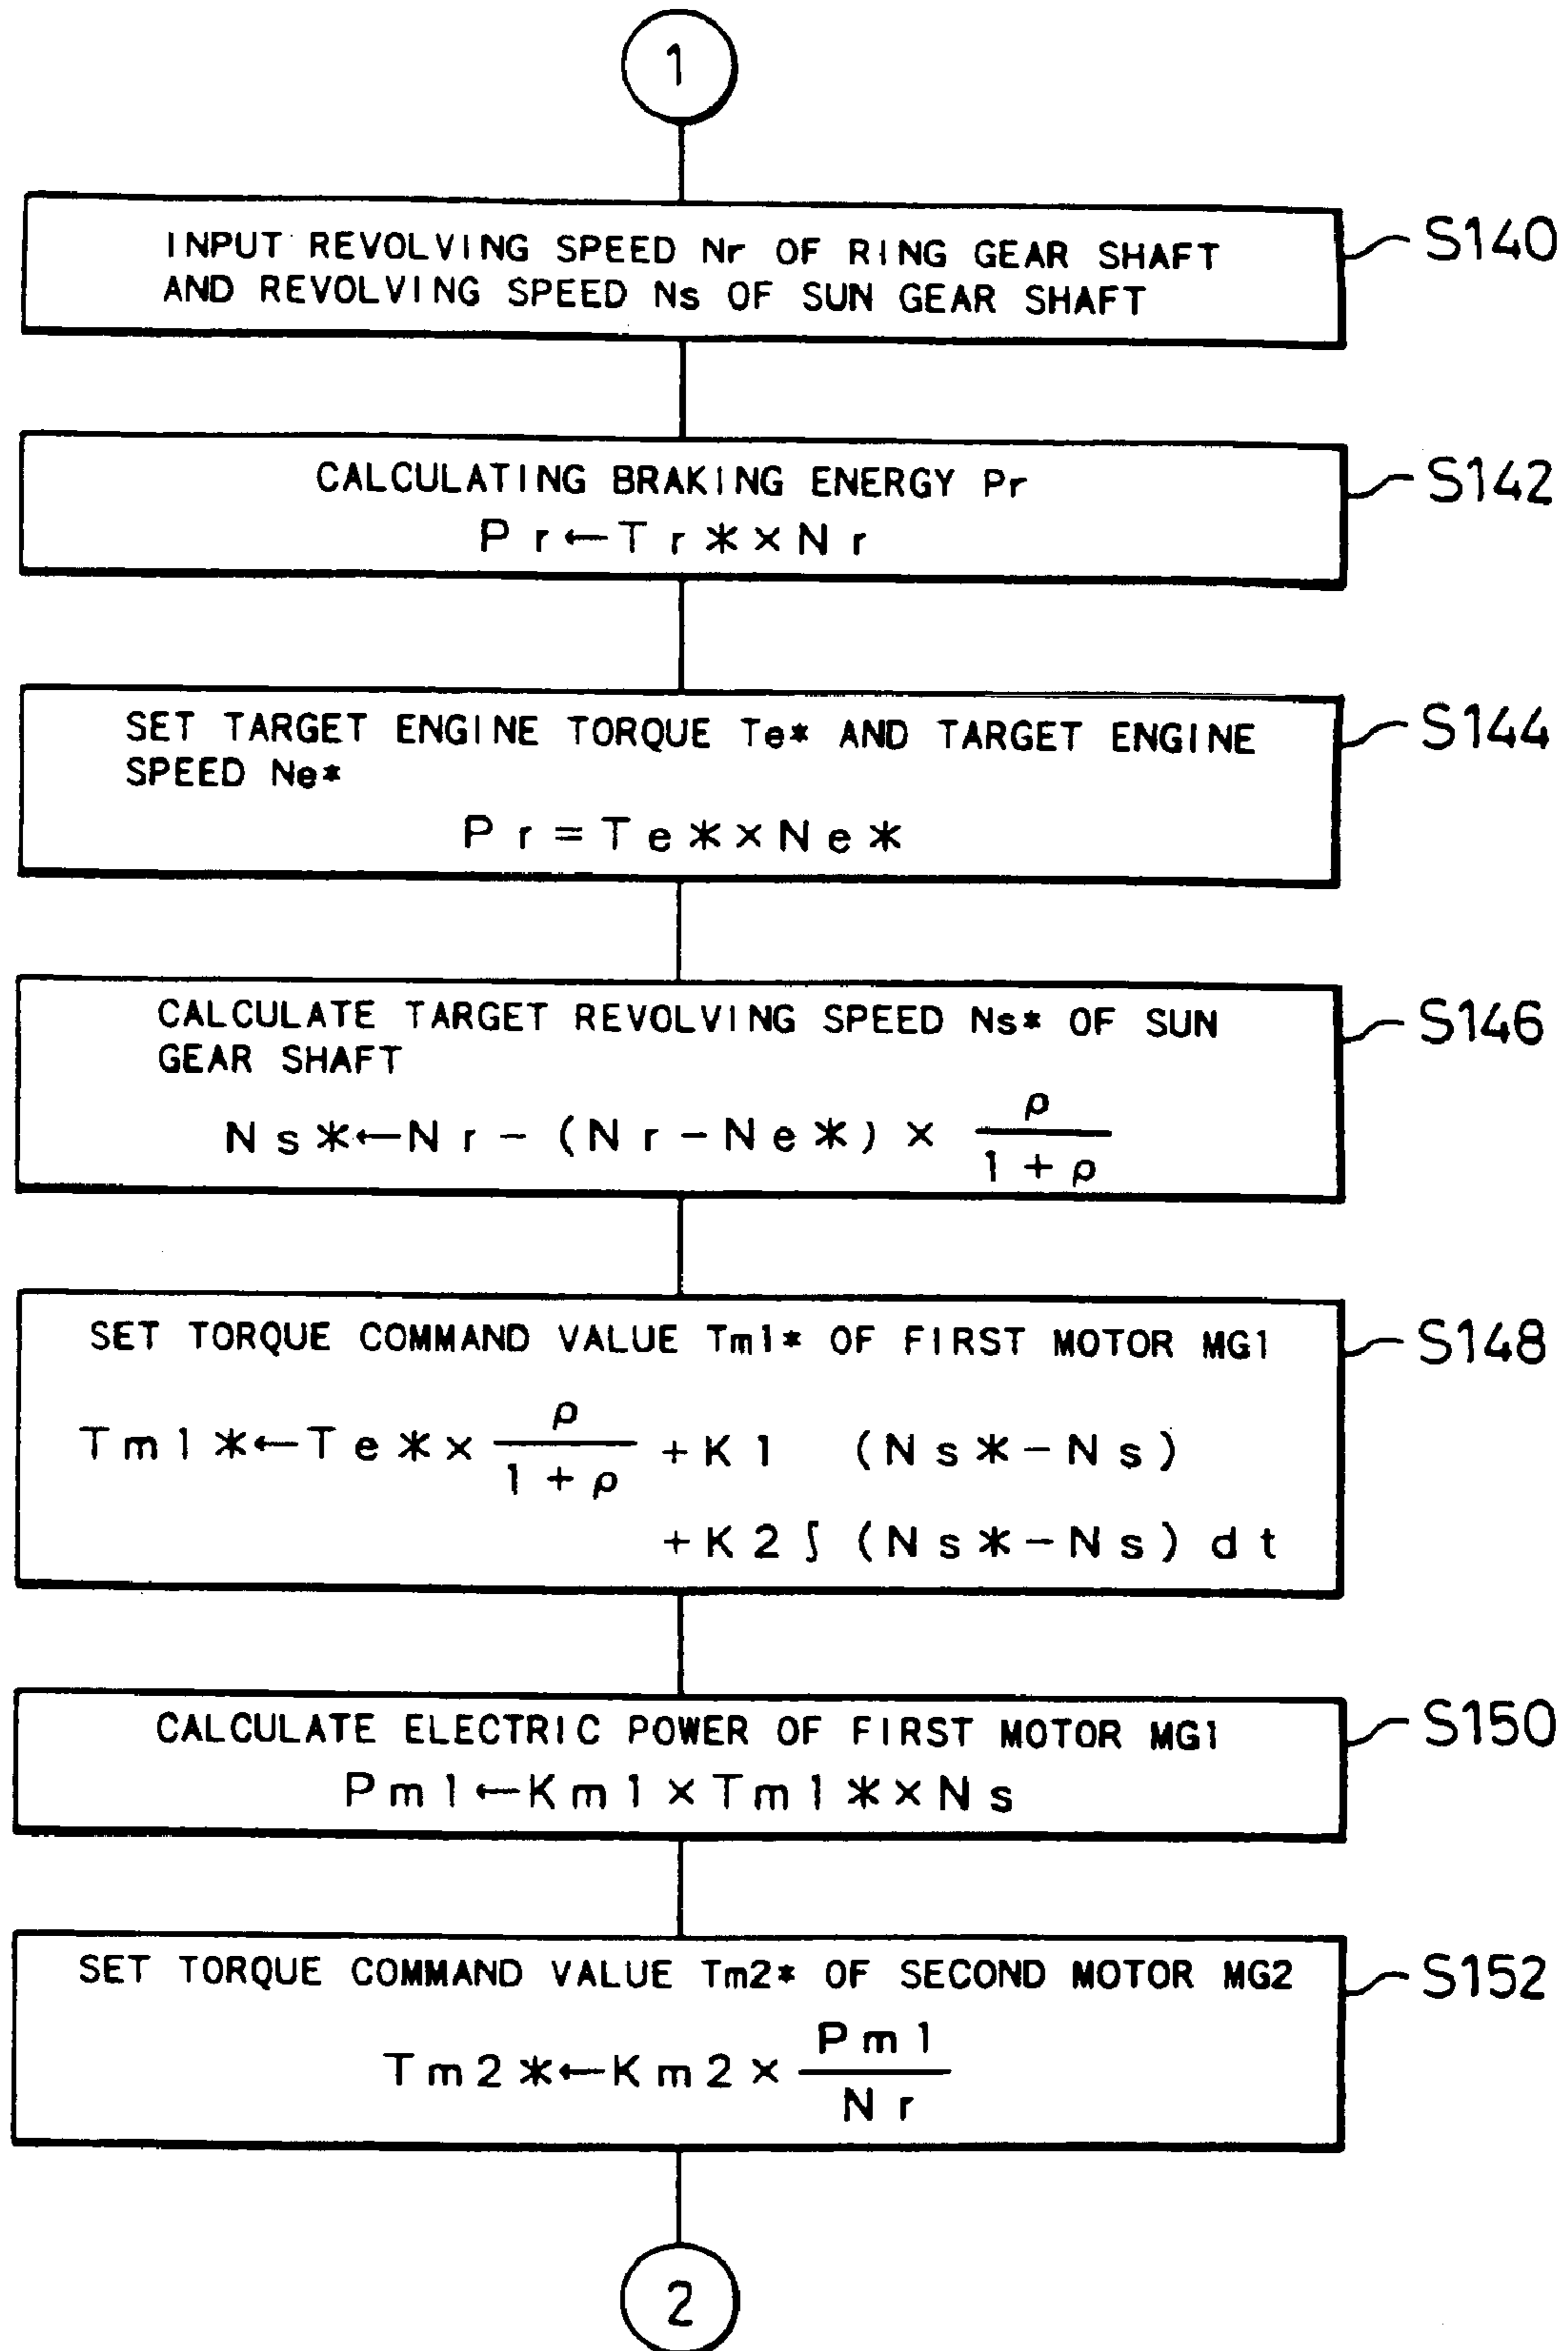 1
INPUT REVOLVING SPEED Nr OF RING GEAR SHAFT
AND REVOLVING SPEED Ns OF SUN GEAR SHAFT
S140
CALCULATING BRAKING ENERGY Pr
Pr←Tr*×Nr
S142
SET TARGET ENGINE TORQUE Te* AND TARGET ENGINE
SPEED Ne*
Pr=Te*×Ne*
S144
CALCULATE TARGET REVOLVING SPEED Ns* OF SUN
GEAR SHAFT
Ns*←Nr-(Nr-Ne*)× ρ/1+ρ
S146
SET TORQUE COMMAND VALUE Tm1* OF FIRST MOTOR MG1
Tm1*←Te*× ρ/1+ρ +K1 (Ns*-Ns)
+K2∫(Ns*-Ns)dt
S148
CALCULATE ELECTRIC POWER OF FIRST MOTOR MG1
Pm1←Km1×Tm1*×Ns
S150
SET TORQUE COMMAND VALUE Tm2* OF SECOND MOTOR MG2
Tm2*←Km2× Pm1/Nr
S152
2